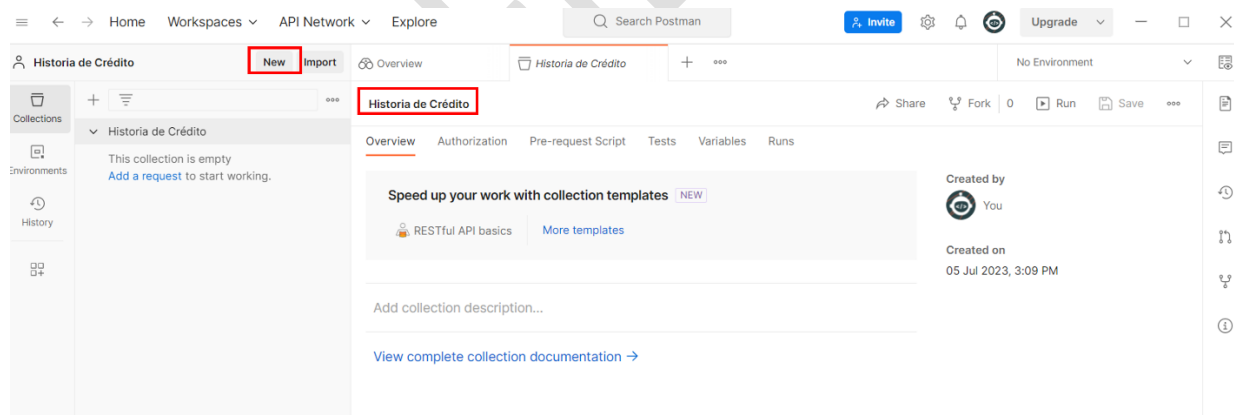 Home Workspaces API Network Explore Search Postman Invite Upgrade
Historia de Crédito New Import Overview Historia de Crédito No Environment
Collections
Historia de Crédito Share Fork 0 Run Save
Historia de Crédito
This collection is empty
Add a request to start working.
Environments
History
Overview Authorization Pre-request Script Tests Variables Runs
Speed up your work with collection templates NEW
RESTful API basics More templates
Add collection description...
View complete collection documentation →
Created by
You
Created on
05 Jul 2023, 3:09 PM